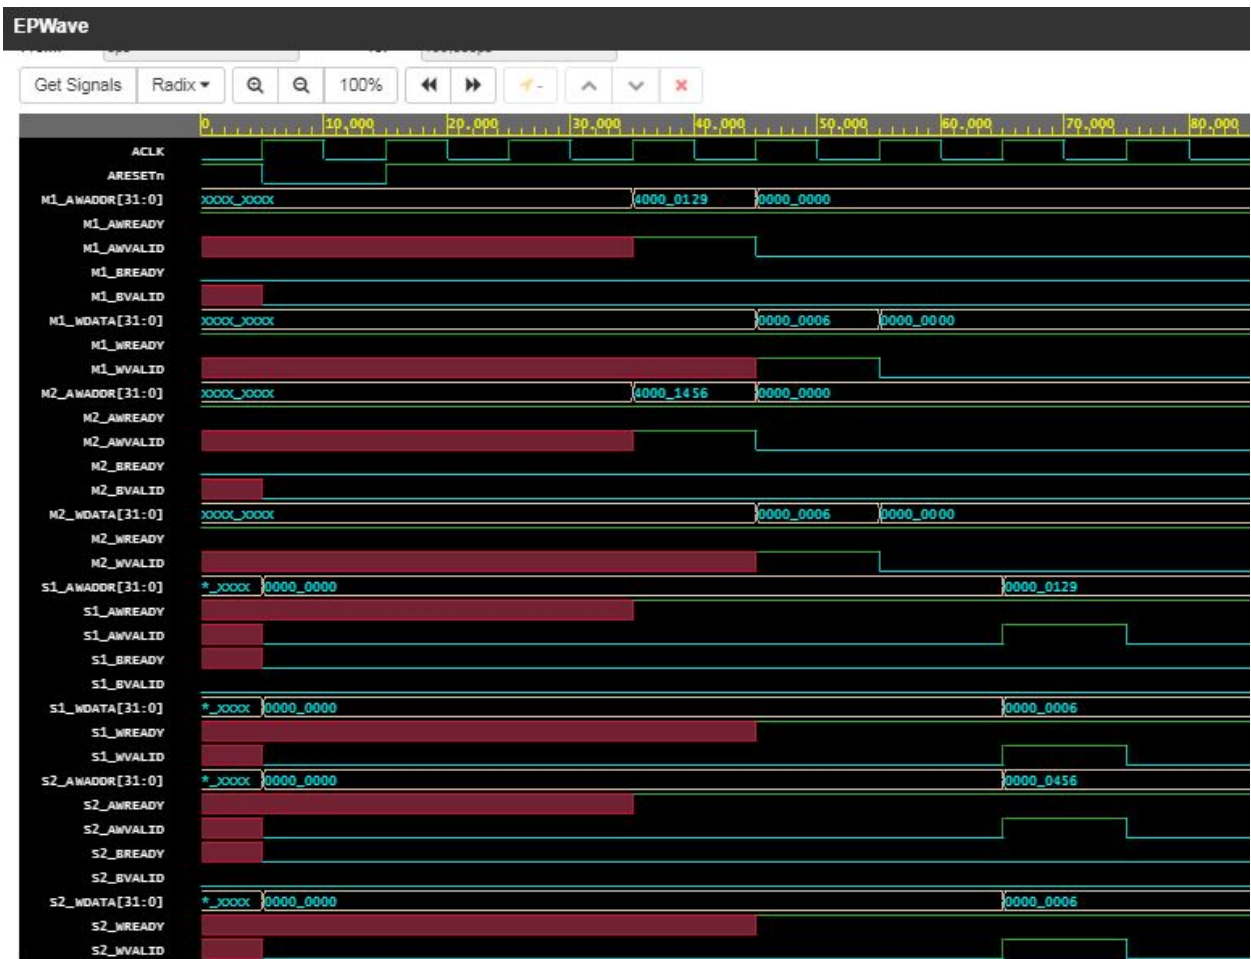 EPWave
Get Signals Radix 100% -
0 10,000 20,000 30,000 40,000 50,000 60,000 70,000 80,000
ACLK
ARESETn
M1_AWADDR[31:0] xxxx_xxxx 4000_0129 0000_0000
M1_AWREADY
M1_AWVALID
M1_BREADY
M1_BVALID
M1_WDATA[31:0] xxxx_xxxx 0000_0006 0000_0000
M1_WREADY
M1_WVALID
M2_AWADDR[31:0] xxxx_xxxx 4000_1456 0000_0000
M2_AWREADY
M2_AWVALID
M2_BREADY
M2_BVALID
M2_WDATA[31:0] xxxx_xxxx 0000_0006 0000_0000
M2_WREADY
M2_WVALID
S1_AWADDR[31:0] *_xxxx 0000_0000 0000_0129
S1_AWREADY
S1_AWVALID
S1_BREADY
S1_BVALID
S1_WDATA[31:0] *_xxxx 0000_0000 0000_0006
S1_WREADY
S1_WVALID
S2_AWADDR[31:0] *_xxxx 0000_0000 0000_0456
S2_AWREADY
S2_AWVALID
S2_BREADY
S2_BVALID
S2_WDATA[31:0] *_xxxx 0000_0000 0000_0006
S2_WREADY
S2_WVALID